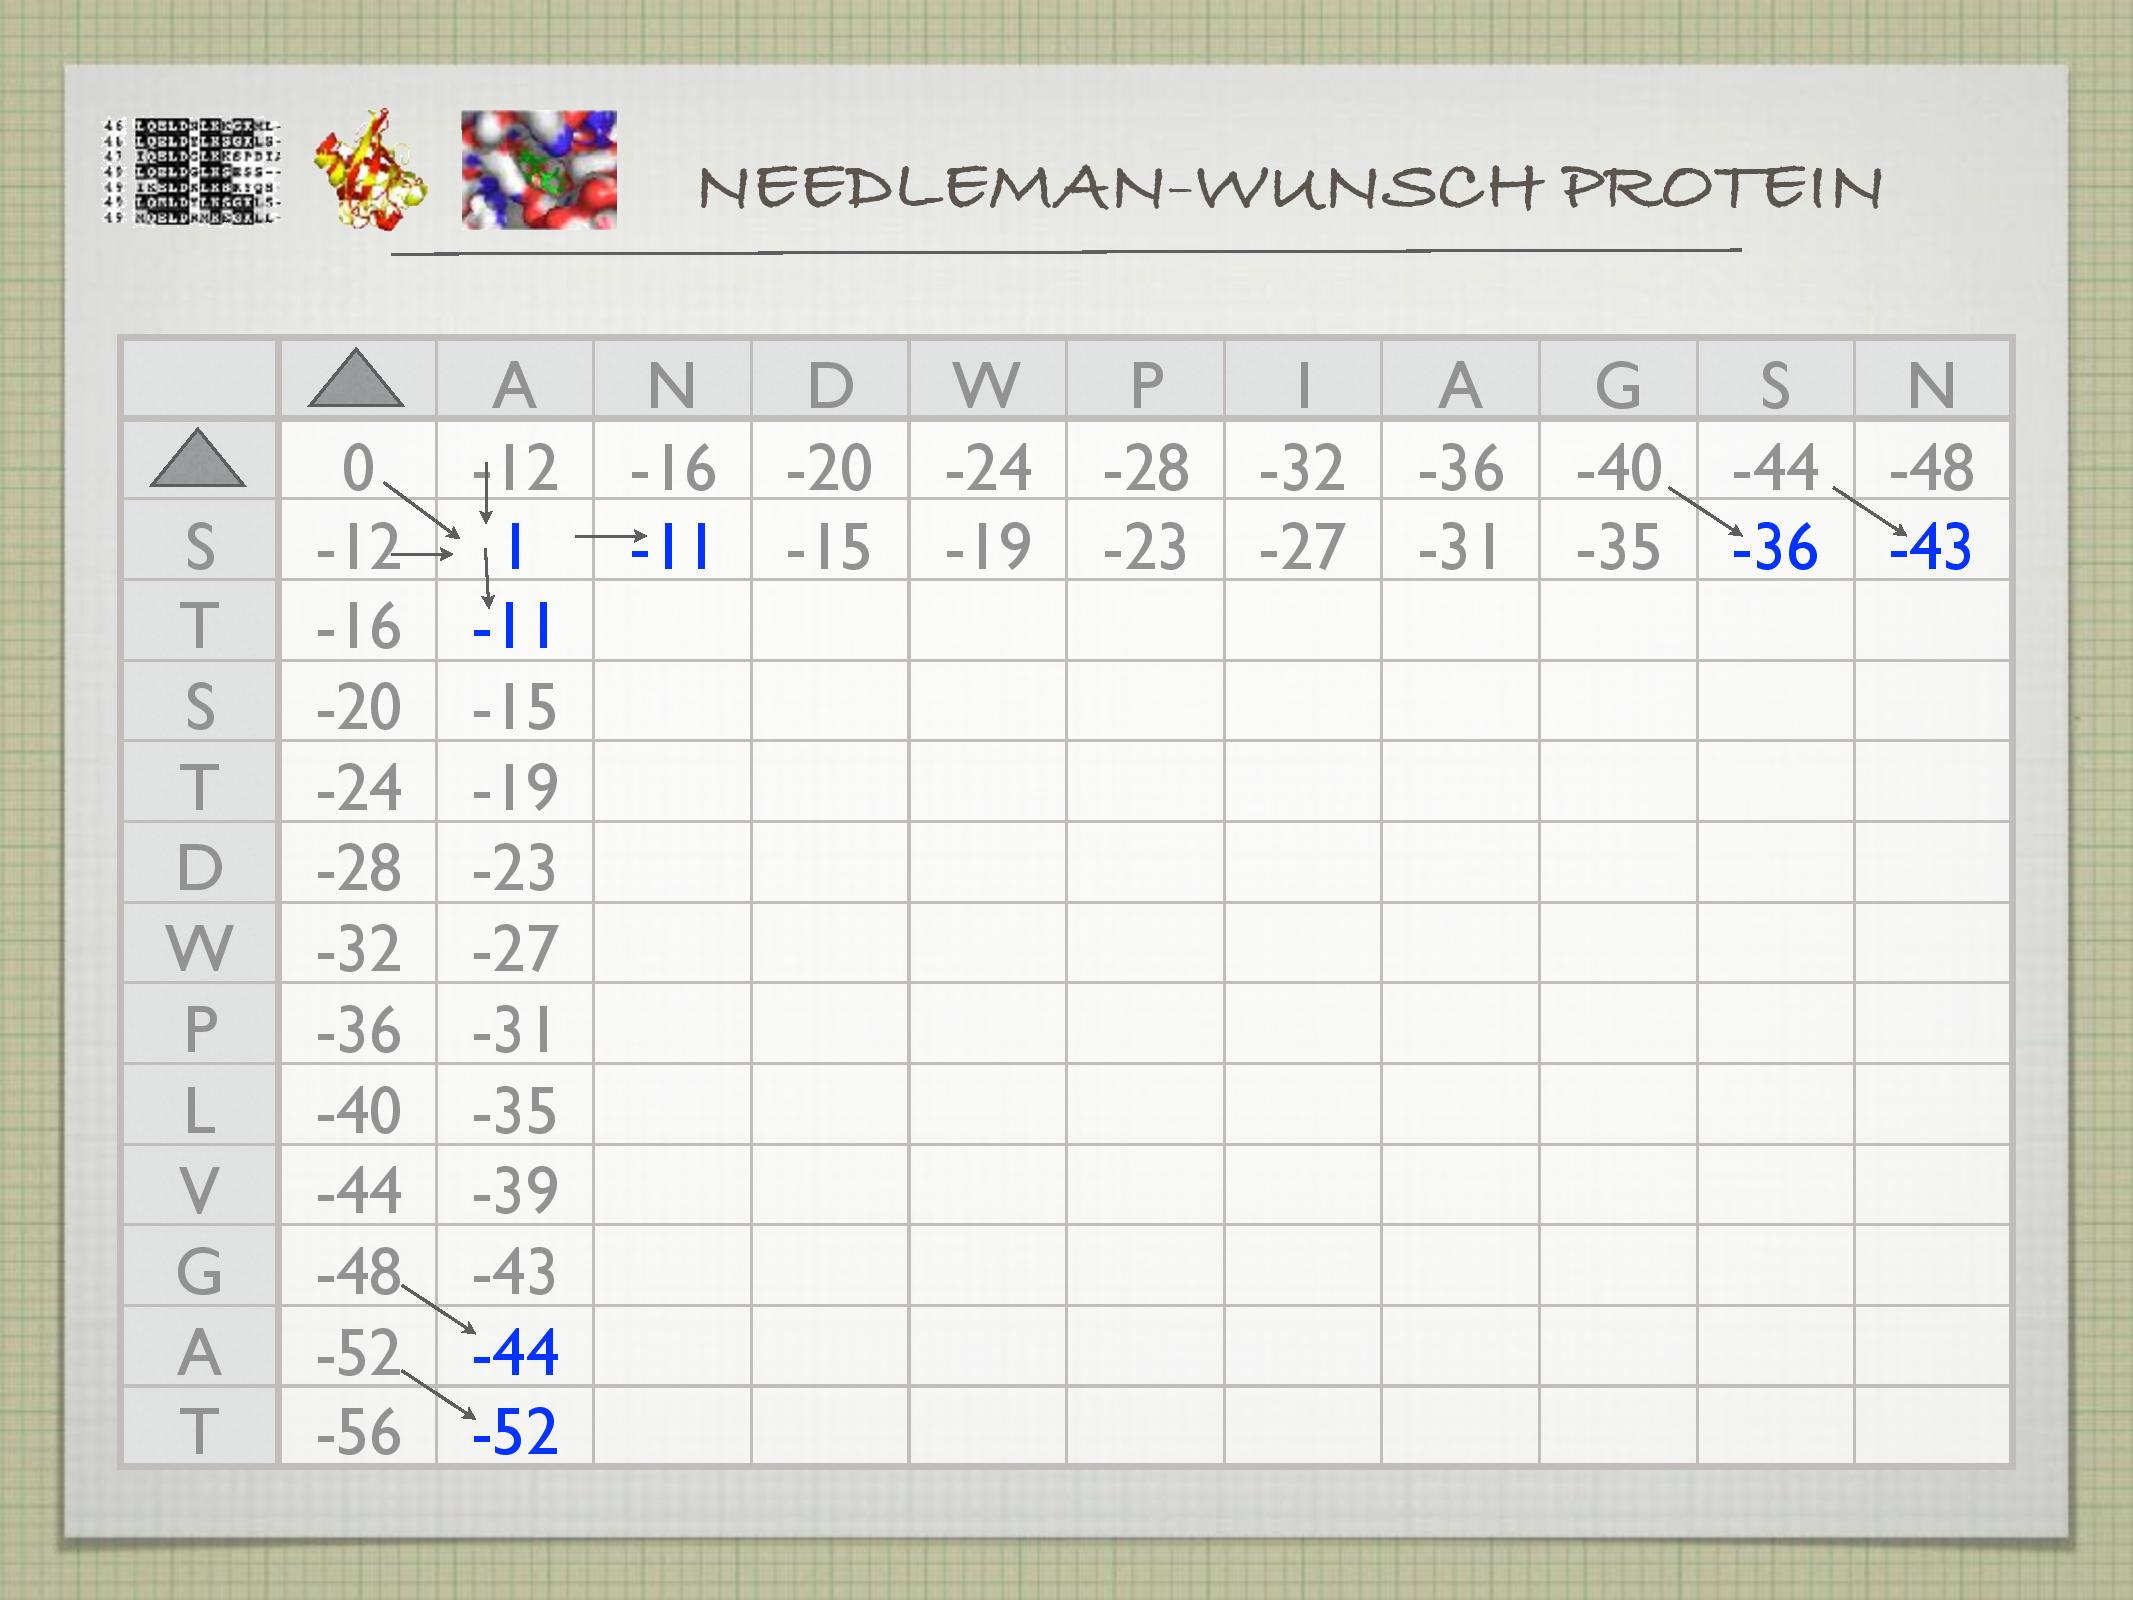 NEEDLEMAN-WUNSCH PROTEIN
A N D W P I A G S N
0 -12 -16 -20 -24 -28 -32 -36 -40 -44 -48
S -12 1 -11 -15 -19 -23 -27 -31 -35 -36 -43
T -16 -11
S -20 -15
T -24 -19
D -28 -23
W -32 -27
P -36 -31
L -40 -35
V -44 -39
G -48 -43
A -52 -44
T -56 -52